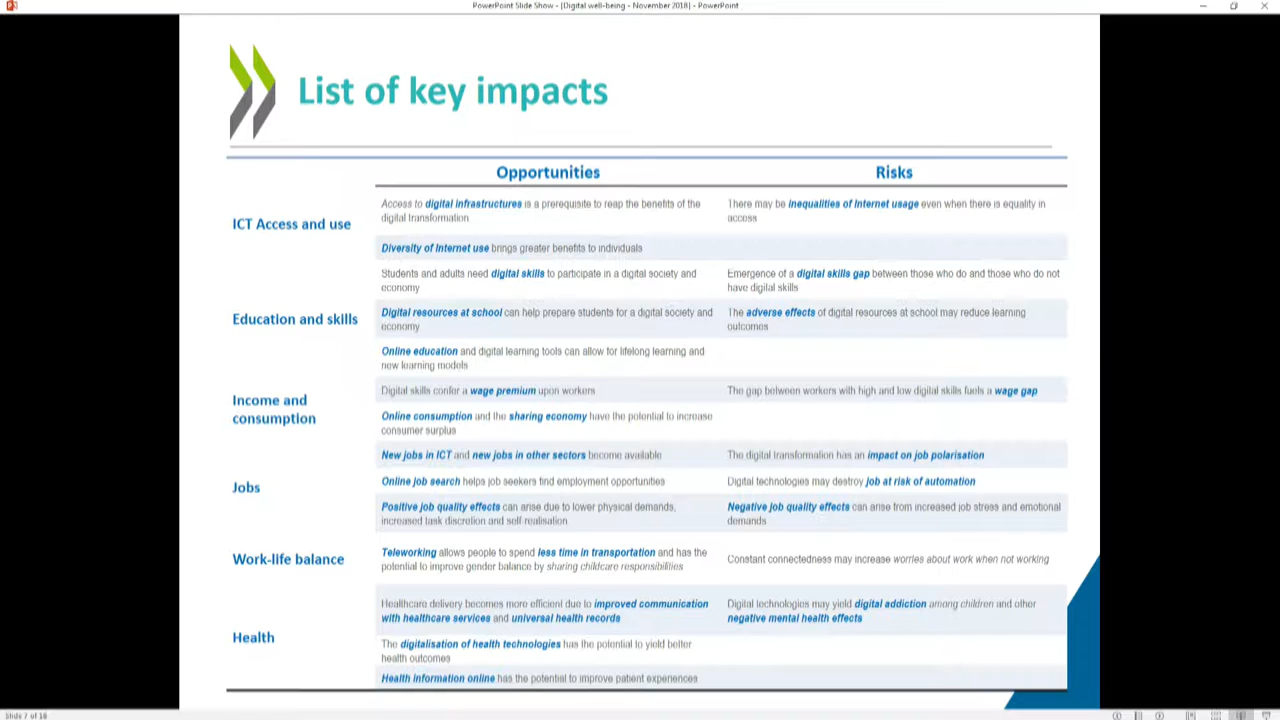 PowerPoint Slide Show - [Digital well-being - November 2018] - PowerPoint
List of key impacts
Opportunities
Risks
ICT Access and use
Access to digital infrastructures is a prerequisite to reap the benefits of the
digital transformation
There may be inequalities of Internet usage even when there is equality in
access
Diversity of Internet use brings greater benefits to individuals
Education and skills
Students and adults need digital skills to participate in a digital society and
economy
Emergence of a digital skills gap between those who do and those who do not
have digital skills
Digital resources at school can help prepare students for a digital society and
economy
The adverse effects of digital resources at school may reduce learning
outcomes
Online education and digital learning tools can allow for lifelong learning and
new learning models
Income and
consumption
Digital skills confer a wage premium upon workers
The gap between workers with high and low digital skills fuels a wage gap
Online consumption and the sharing economy have the potential to increase
consumer surplus
Jobs
New jobs in ICT and new jobs in other sectors become available
The digital transformation has an impact on job polarisation
Online job search helps job seekers find employment opportunities
Digital technologies may destroy job at risk of automation
Positive job quality effects can arise due to lower physical demands,
increased task discretion and self realisation
Negative job quality effects can arise from increased job stress and emotional
demands
Work-life balance
Teleworking allows people to spend less time in transportation and has the
potential to improve gender balance by sharing childcare responsibilities
Constant connectedness may increase worries about work when not working
Health
Healthcare delivery becomes more efficient due to improved communication
with healthcare services and universal health records
Digital technologies may yield digital addiction among children and other
negative mental health effects
The digitalisation of health technologies has the potential to yield better
health outcomes
Health information online has the potential to improve patient experiences
Slide 7 of 18